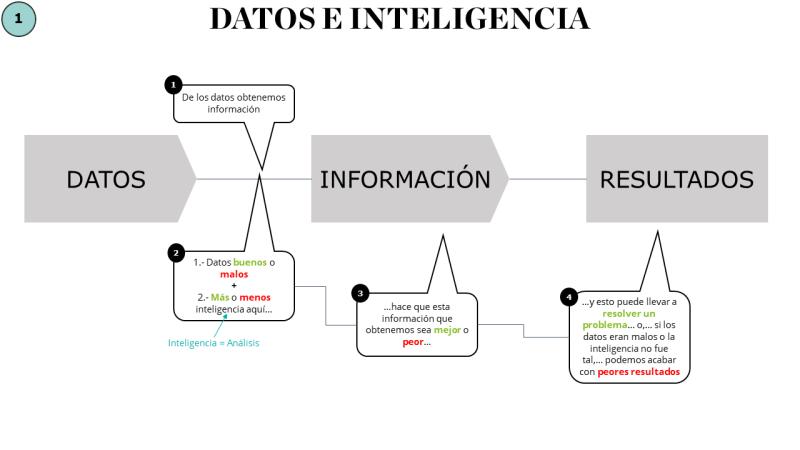 1
DATOS E INTELIGENCIA
1
De los datos obtenemos
información
DATOS
INFORMACIÓN
RESULTADOS
2
1.- Datos buenos o
malos
+
2.- Más o menos
inteligencia aquí...
Inteligencia = Análisis
3
...hace que esta
información que
obtenemos sea mejor o
peor...
4
...y esto puede llevar a
resolver un
problema... o,... si los
datos eran malos o la
inteligencia no fue
tal,... podemos acabar
con peores resultados